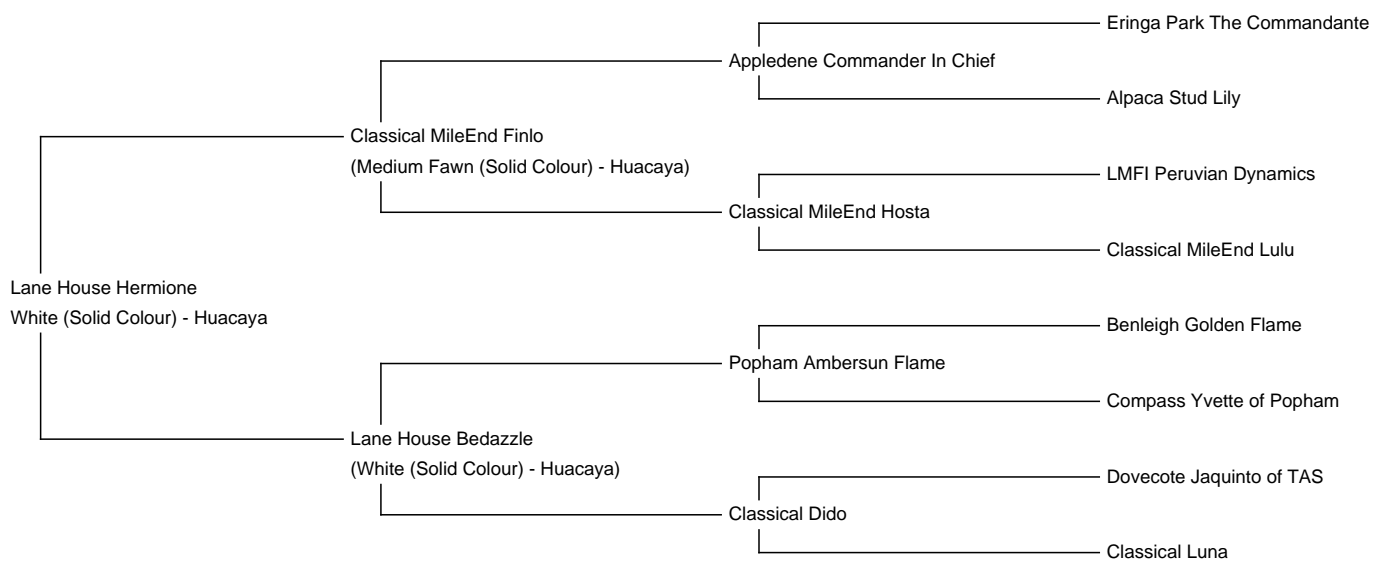 Eringa Park The Commandante
Appledene Commander In Chief
Alpaca Stud Lily
Classical MileEnd Finlo
(Medium Fawn (Solid Colour) - Huacaya)
LMFI Peruvian Dynamics
Classical MileEnd Hosta
Classical MileEnd Lulu
Lane House Hermione
White (Solid Colour) - Huacaya
Benleigh Golden Flame
Popham Ambersun Flame
Compass Yvette of Popham
Lane House Bedazzle
(White (Solid Colour) - Huacaya)
Dovecote Jaquinto of TAS
Classical Dido
Classical Luna